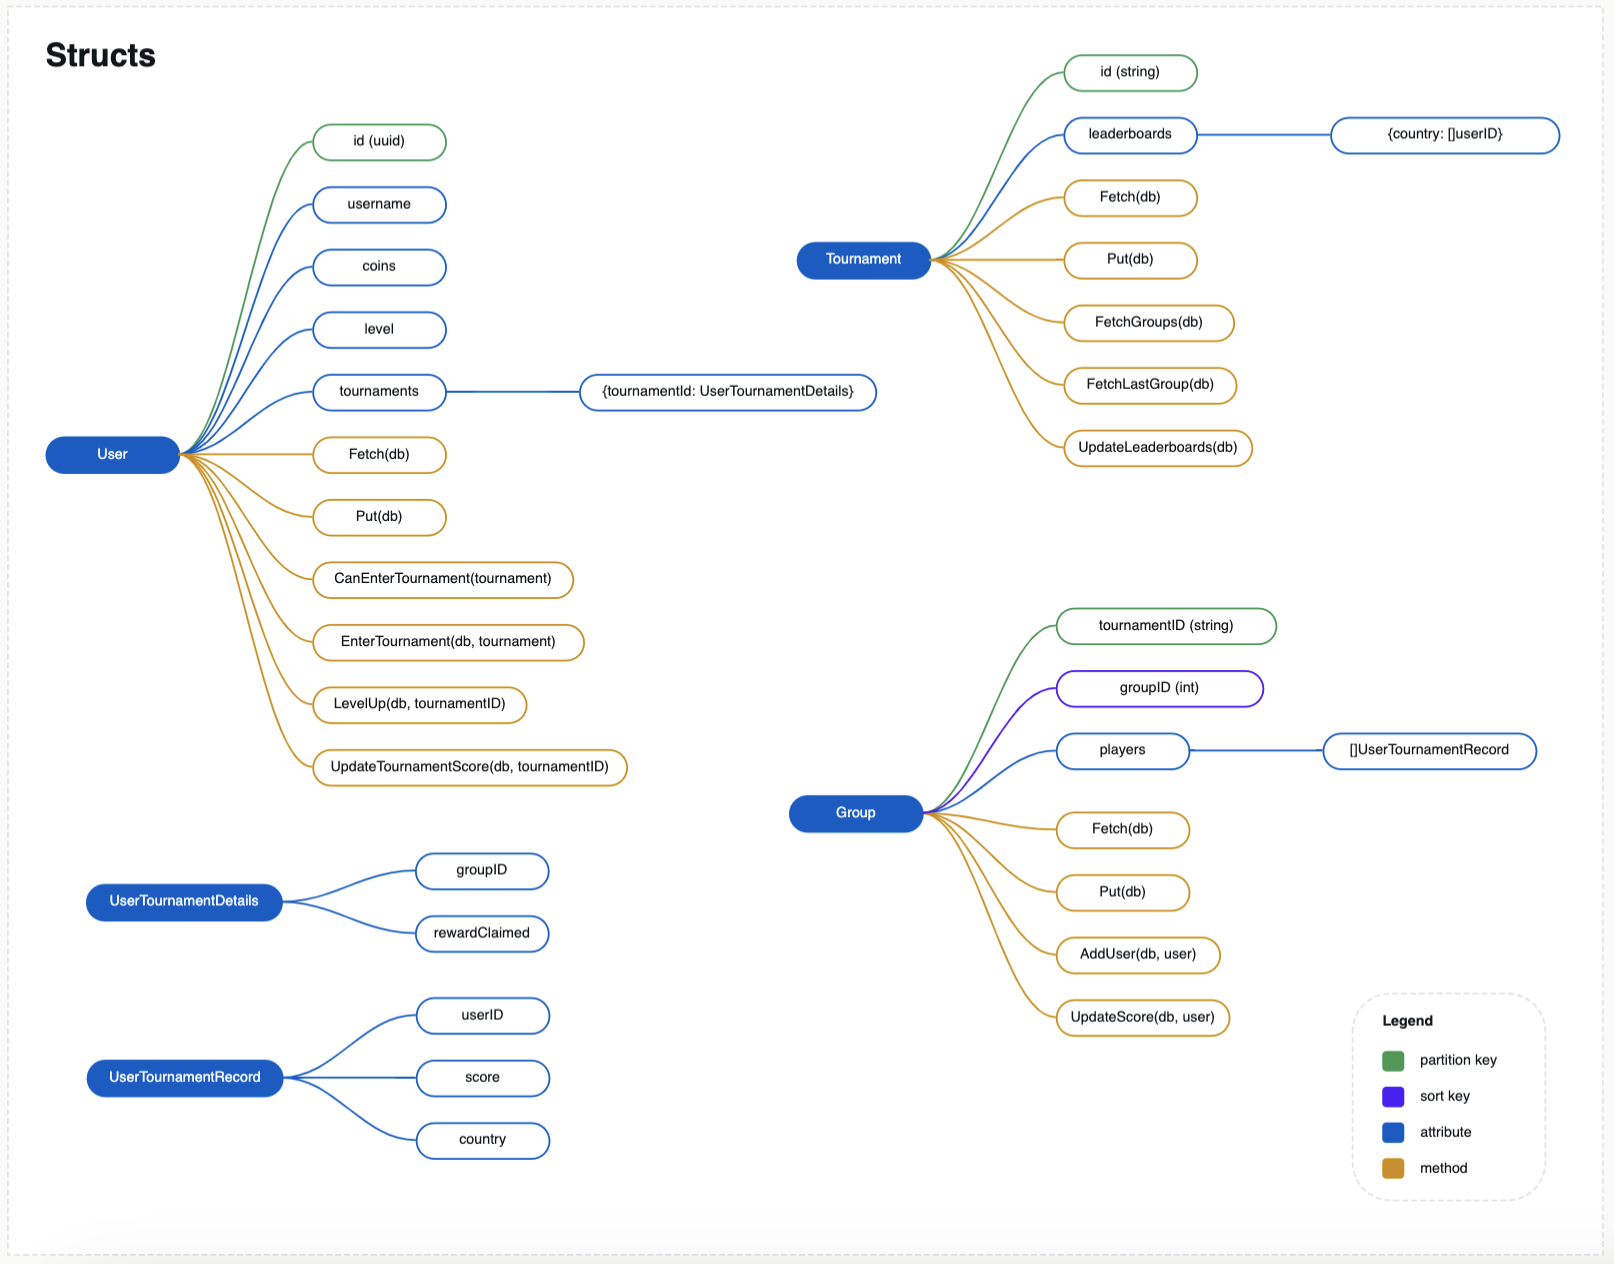 Structs
User
id (uuid)
username
coins
level
tournaments
{tournamentId: UserTournamentDetails}
Fetch(db)
Put(db)
CanEnterTournament(tournament)
EnterTournament(db, tournament)
LevelUp(db, tournamentID)
UpdateTournamentScore(db, tournamentID)
UserTournamentDetails
groupID
rewardClaimed
UserTournamentRecord
userID
score
country
Tournament
id (string)
leaderboards
{country: []userID}
Fetch(db)
Put(db)
FetchGroups(db)
FetchLastGroup(db)
UpdateLeaderboards(db)
Group
tournamentID (string)
groupID (int)
players
[]UserTournamentRecord
Fetch(db)
Put(db)
AddUser(db, user)
UpdateScore(db, user)
Legend
partition key
sort key
attribute
method